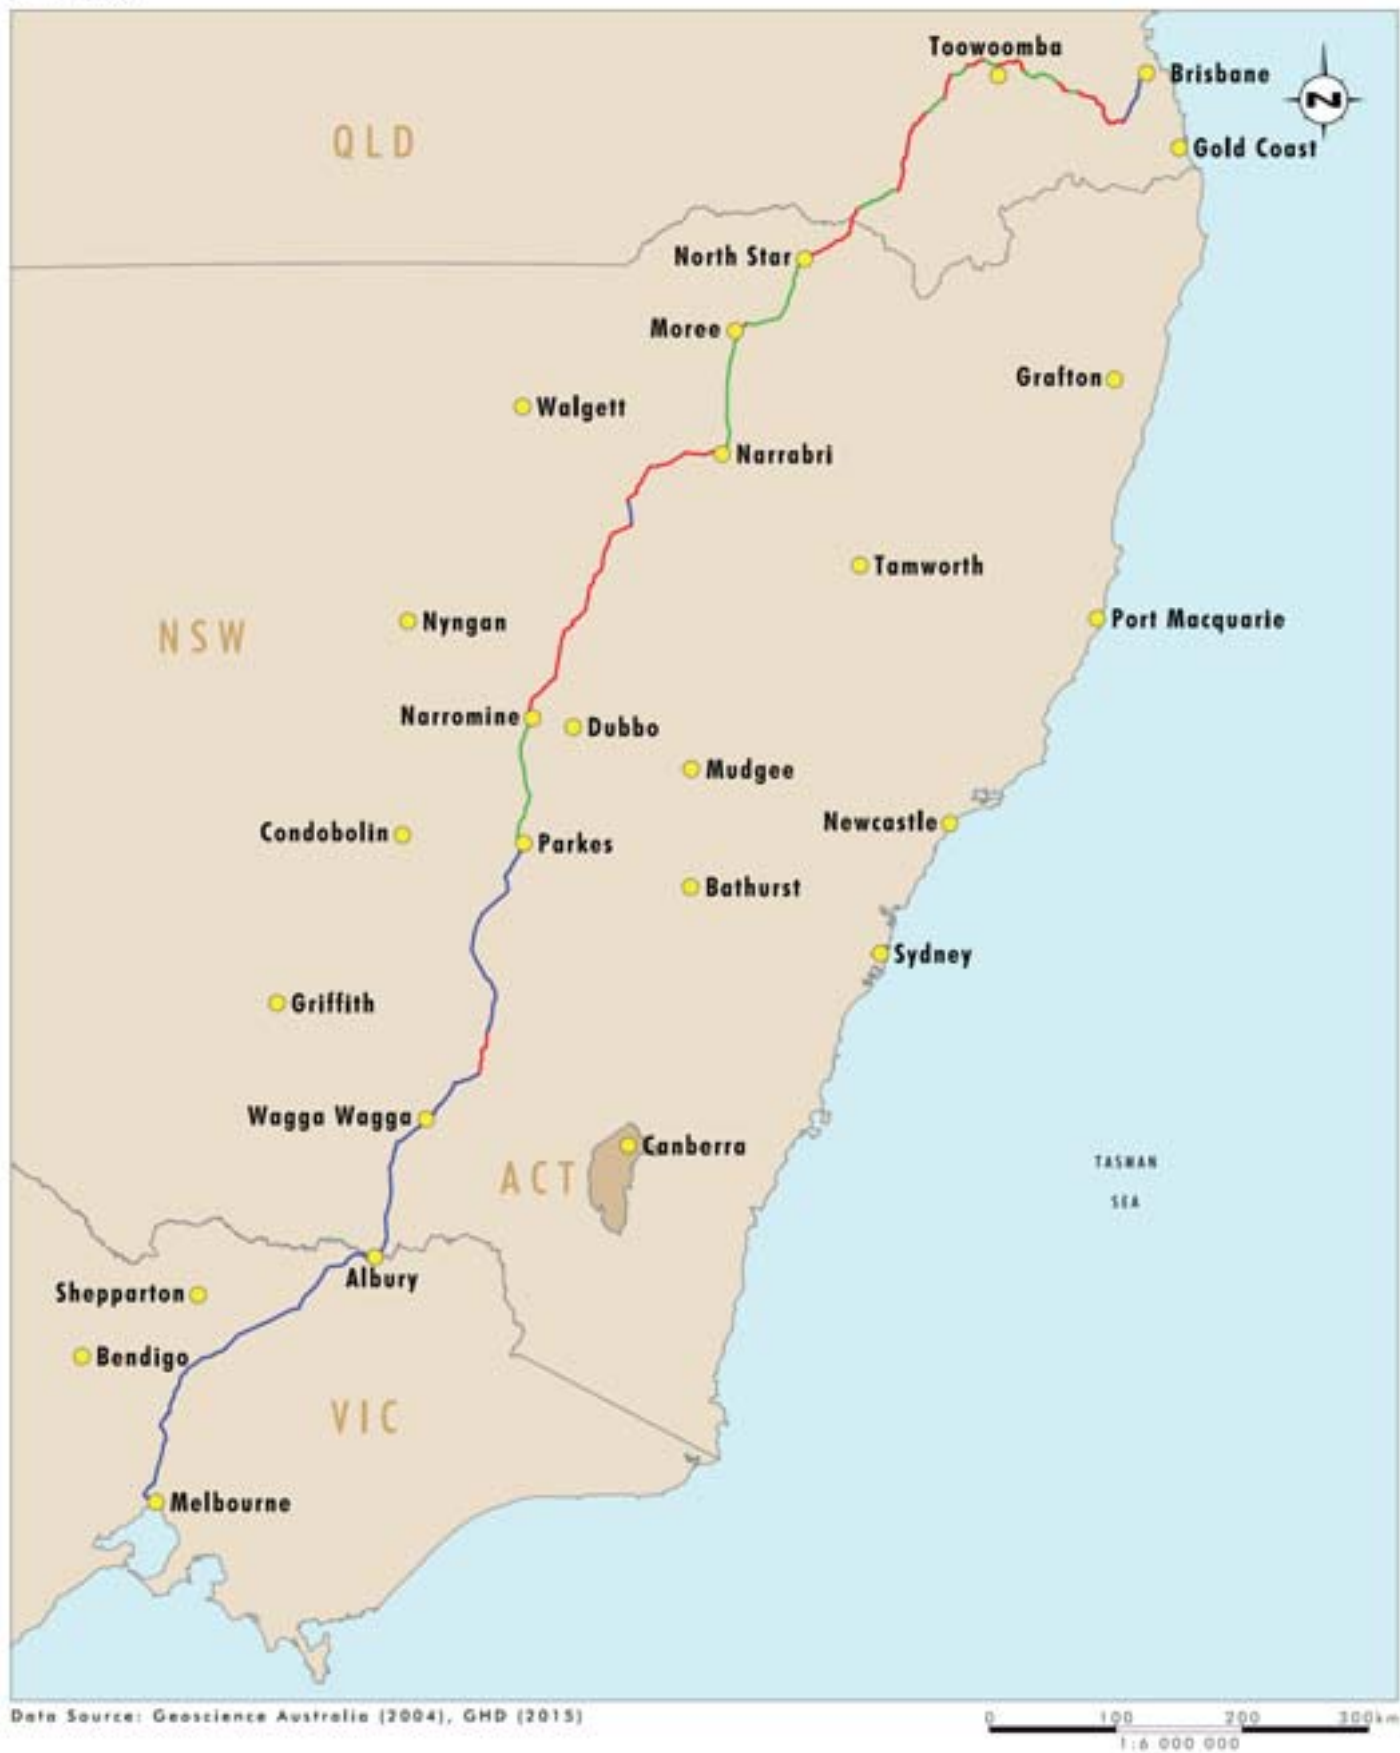 Toowoomba
Brisbane
N
QLD
Gold Coast
North Star
Moree
Grafton
Walgett
Narrabri
Tamworth
Port Macquarie
Nyngan
NSW
Narromine
Dubbo
Mudgee
Newcastle
Condobolin
Parkes
Bathurst
Sydney
Griffith
Wagga Wagga
Canberra
ACT
TASMAN
SEA
Albury
Shepparton
Bendigo
VIC
Melbourne
Data Source: Geoscience Australia (2004), GHD (2015)
0 100 200 300km
1:6 000 000